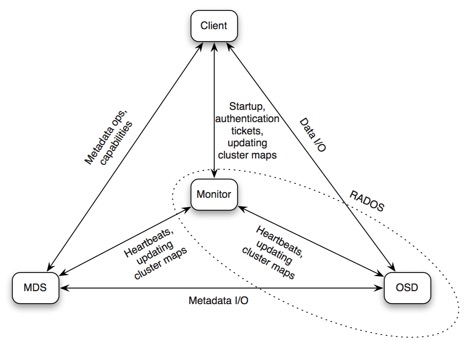 Client
Metadata ops,
capabilities
Startup,
authentication
tickets,
updating
cluster maps
Data I/O
Monitor
RADOS
Heartbeats,
updating
cluster maps
Heartbeats,
updating
cluster maps
MDS
OSD
Metadata I/O